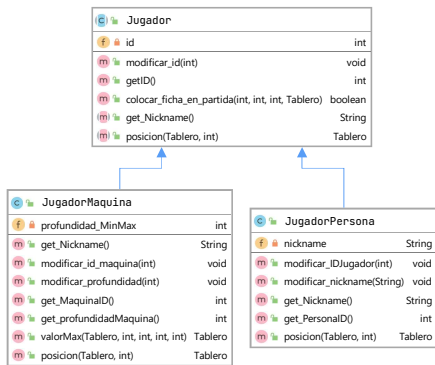 Jugador
id int
modificar_id(int) void
getID() int
colocar_ficha_en_partida(int, int, int, Tablero) boolean
get_Nickname() String
posicion(Tablero, int) Tablero
JugadorMaquina
profundidad_MinMax int
get_Nickname() String
modificar_id_maquina(int) void
modificar_profundidad(int) void
get_MaquinaID() int
get_profundidadMaquina() int
valorMax(Tablero, int, int, int, int) Tablero
posicion(Tablero, int) Tablero
JugadorPersona
nickname String
modificar_IDJugador(int) void
modificar_nickname(String) void
get_Nickname() String
get_PersonaID() int
posicion(Tablero, int) Tablero